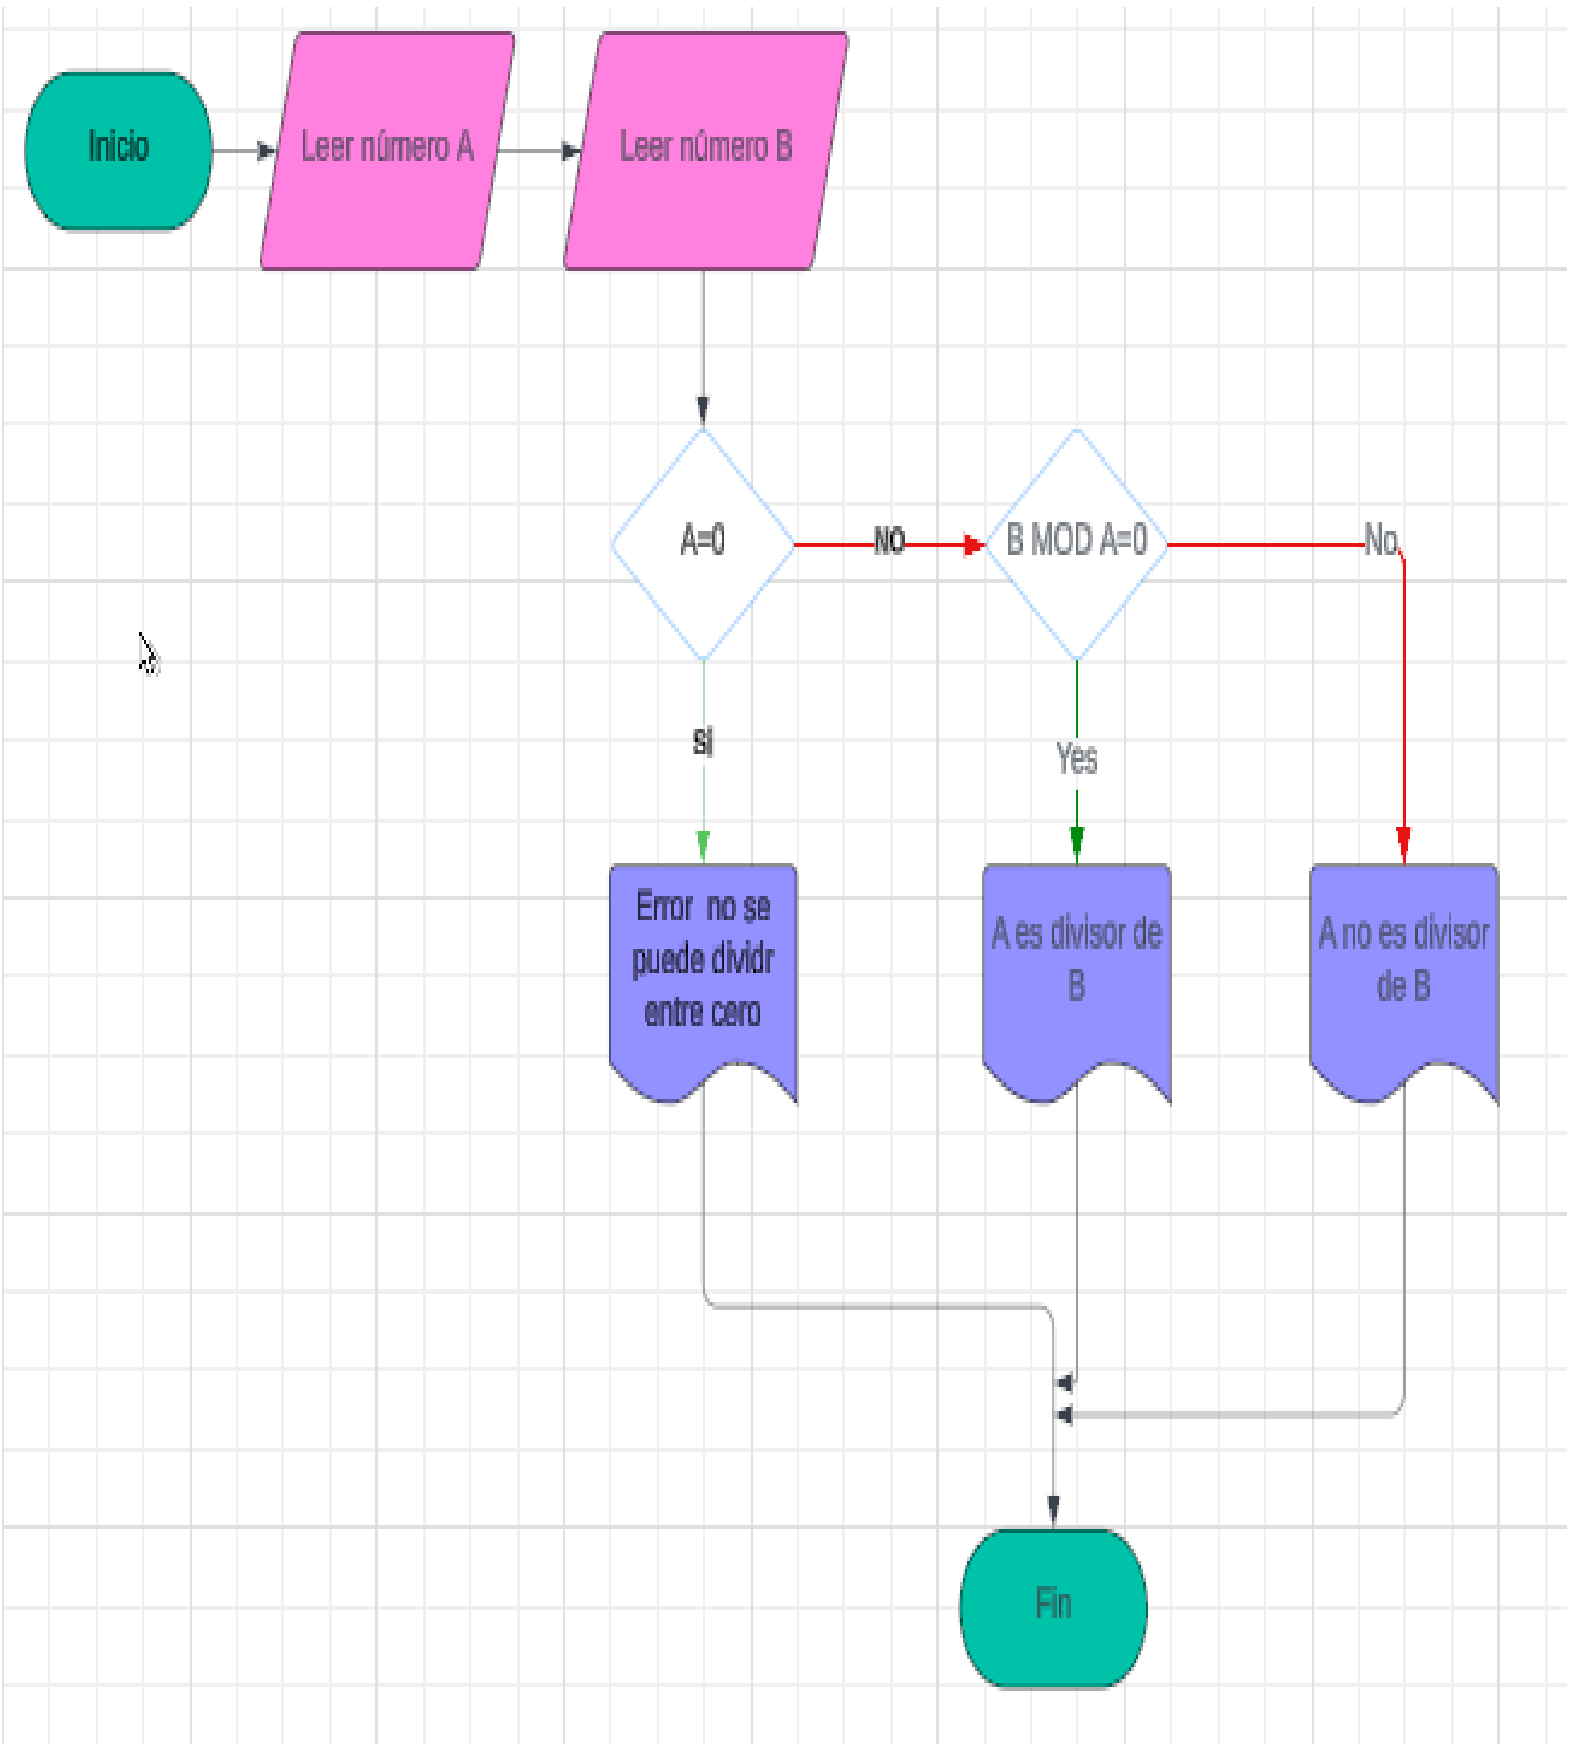 Inicio
Leer número A
Leer número B
A=0
NO
B MOD A=0
No
si
Yes
Error no se
puede dividr
entre cero
A es divisor de
B
A no es divisor
de B
Fin